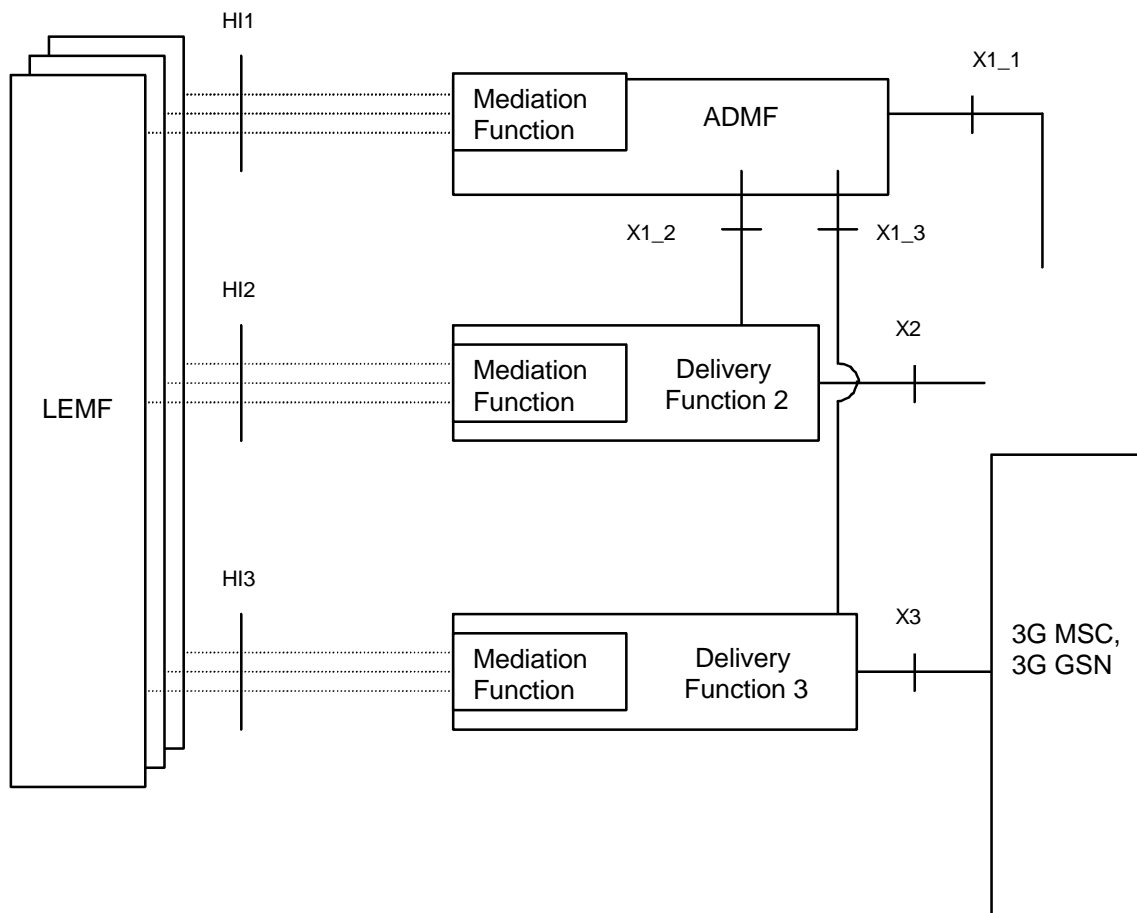 HI1
X1_1
Mediation
Function
ADMF
X1_2
X1_3
HI2
X2
Mediation
Function
Delivery
Function 2
LEMF
HI3
X3
Mediation
Function
Delivery
Function 3
3G MSC,
3G GSN